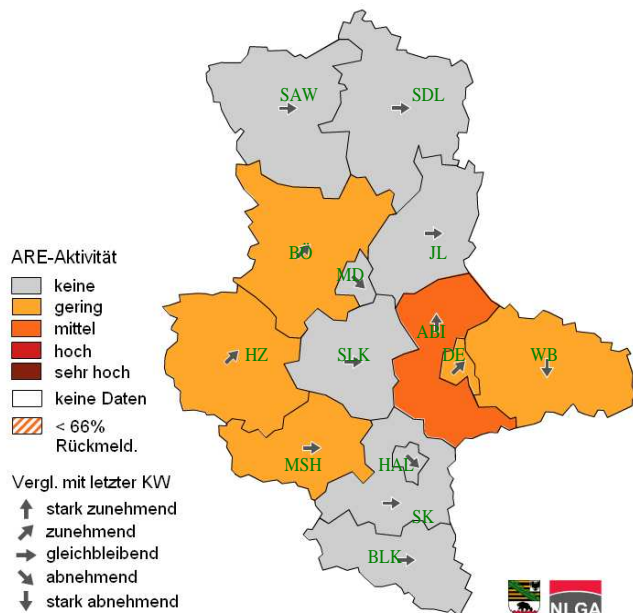 SAW
SDL
BÖ
MD
JL
ARE-Aktivität
keine
gering
mittel
hoch
sehr hoch
keine Daten
< 66%
Rückmeld.
HZ
SLK
ABI
DE
WB
MSH
HAL
SK
BLK
Vergl. mit letzter KW
stark zunehmend
zunehmend
gleichbleibend
abnehmend
stark abnehmend
NLGA